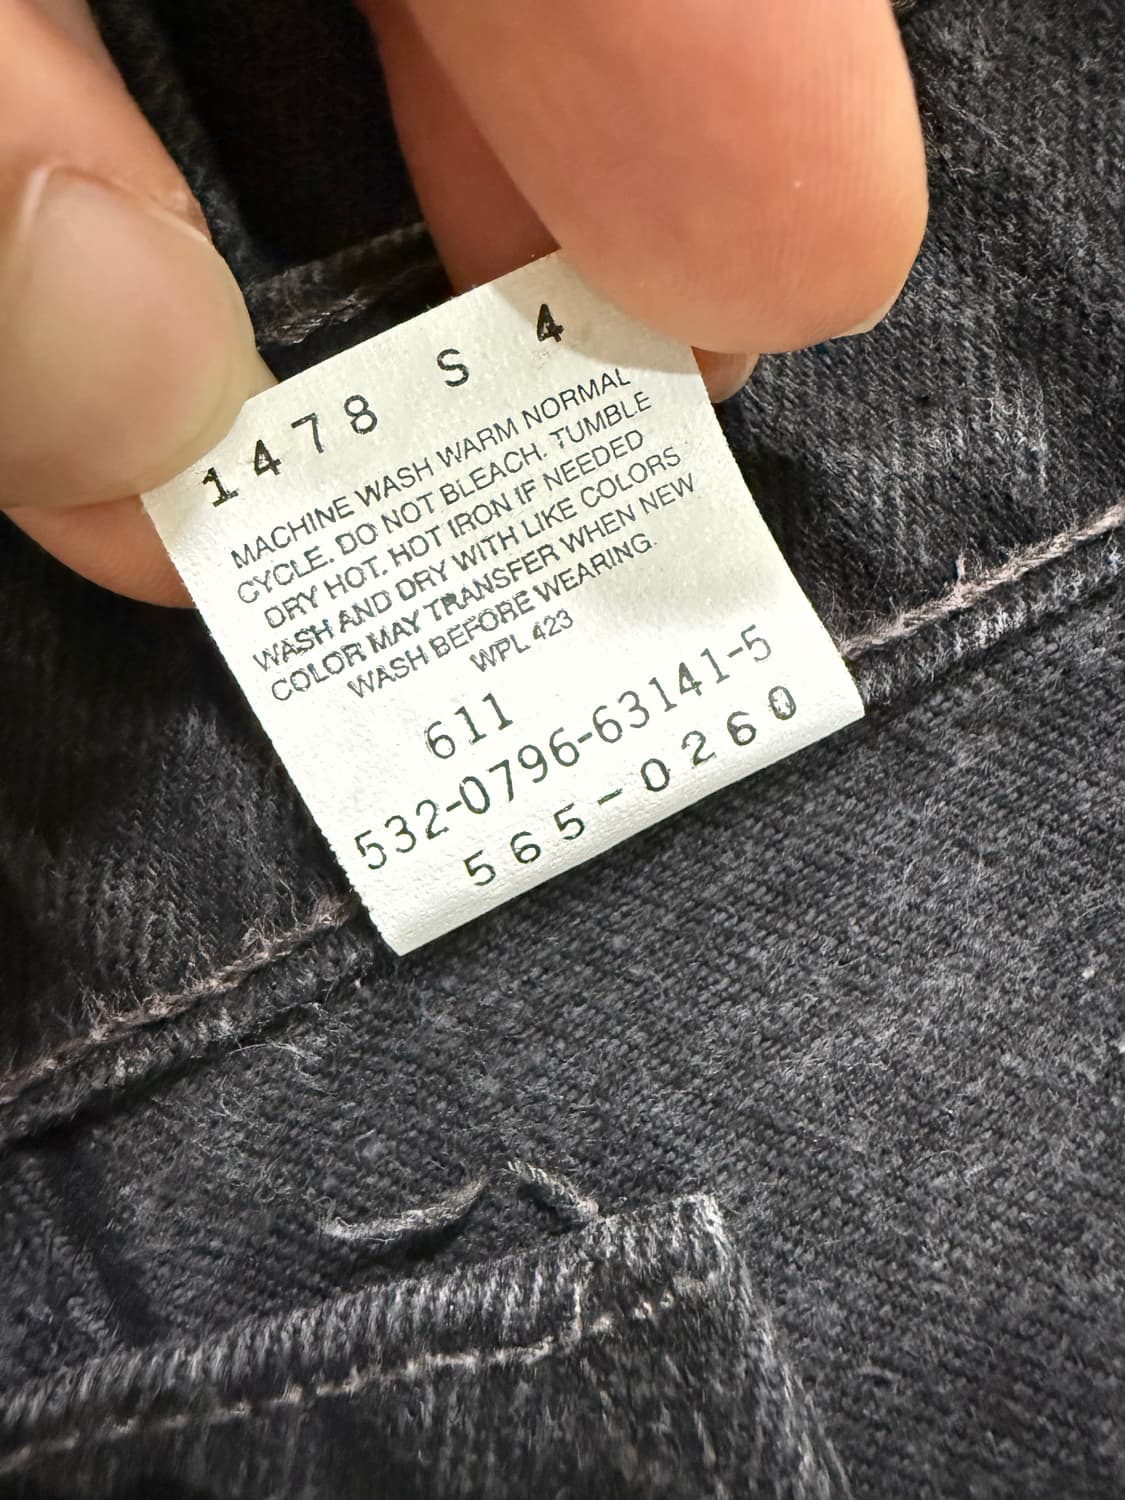 1478 S 4
MACHINE WASH WARM NORMAL
CYCLE. DO NOT BLEACH. TUMBLE
DRY HOT. HOT IRON IF NEEDED
WASH AND DRY WITH LIKE COLORS
COLOR MAY TRANSFER WHEN NEW
WASH BEFORE WEARING.
WPL 423
611
532-0796-63141-5
565-0260